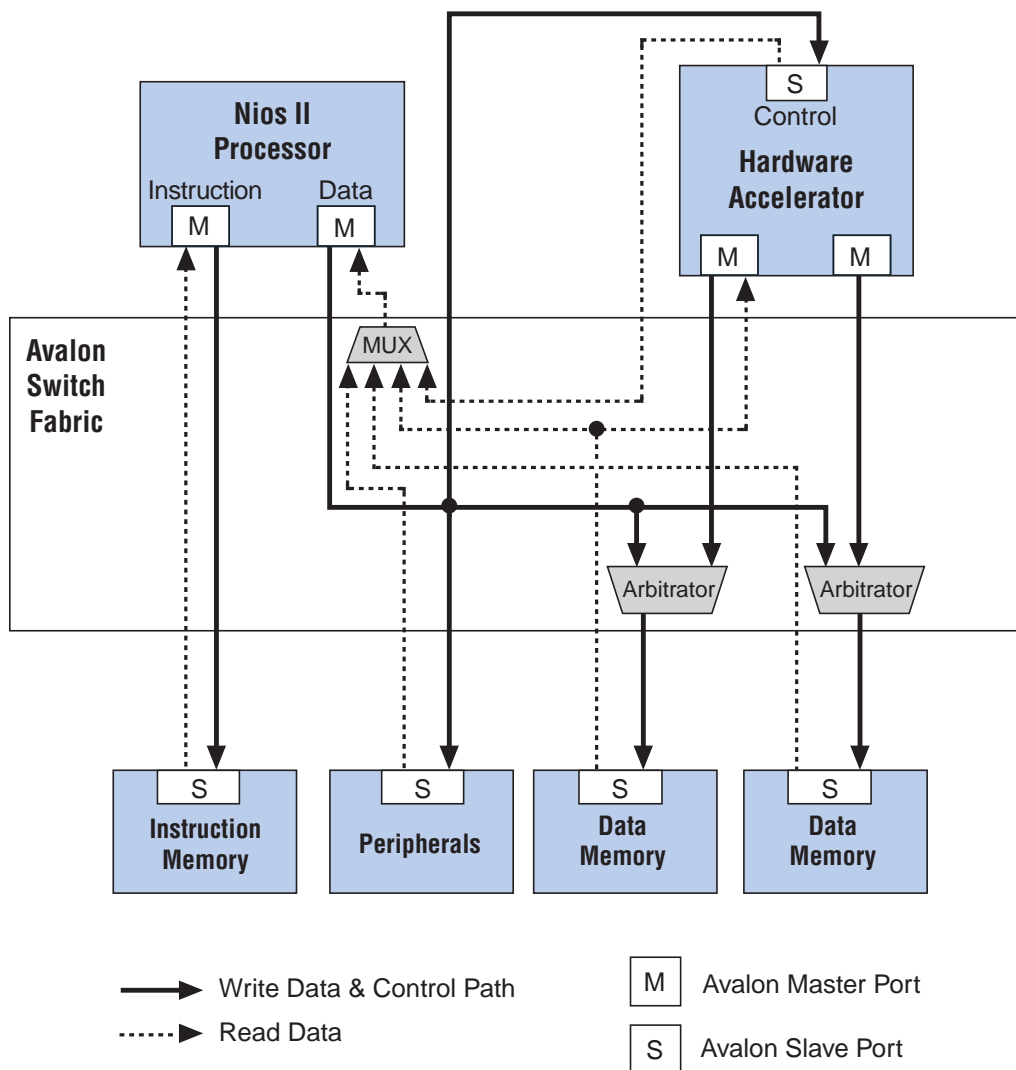 S
Control
Hardware
Accelerator
M M
Nios II
Processor
Instruction Data
M M
Avalon
Switch
Fabric
MUX
Arbitrator Arbitrator
S S S S
Instruction
Memory
Peripherals
Data
Memory
Data
Memory
Write Data & Control Path
Read Data
M Avalon Master Port
S Avalon Slave Port